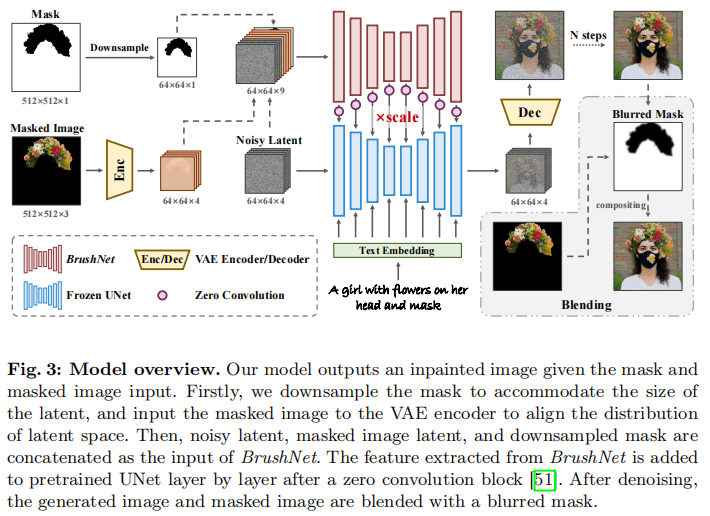 Mask
Downsample
512×512×1
64×64×1
64×64×9
Masked Image
512×512×3
Enc
64×64×4
Noisy Latent
64×64×4
×scale
Text Embedding
A girl with flowers on her
head and mask
64×64×4
Dec
N steps
Blurred Mask
compositing
Blending
BrushNet
Enc/Dec
VAE Encoder/Decoder
Frozen UNet
Zero Convolution
Fig. 3: Model overview. Our model outputs an inpainted image given the mask and
masked image input. Firstly, we downsample the mask to accommodate the size of
the latent, and input the masked image to the VAE encoder to align the distribution
of latent space. Then, noisy latent, masked image latent, and downsampled mask are
concatenated as the input of BrushNet. The feature extracted from BrushNet is added
to pretrained UNet layer by layer after a zero convolution block [51]. After denoising,
the generated image and masked image are blended with a blurred mask.